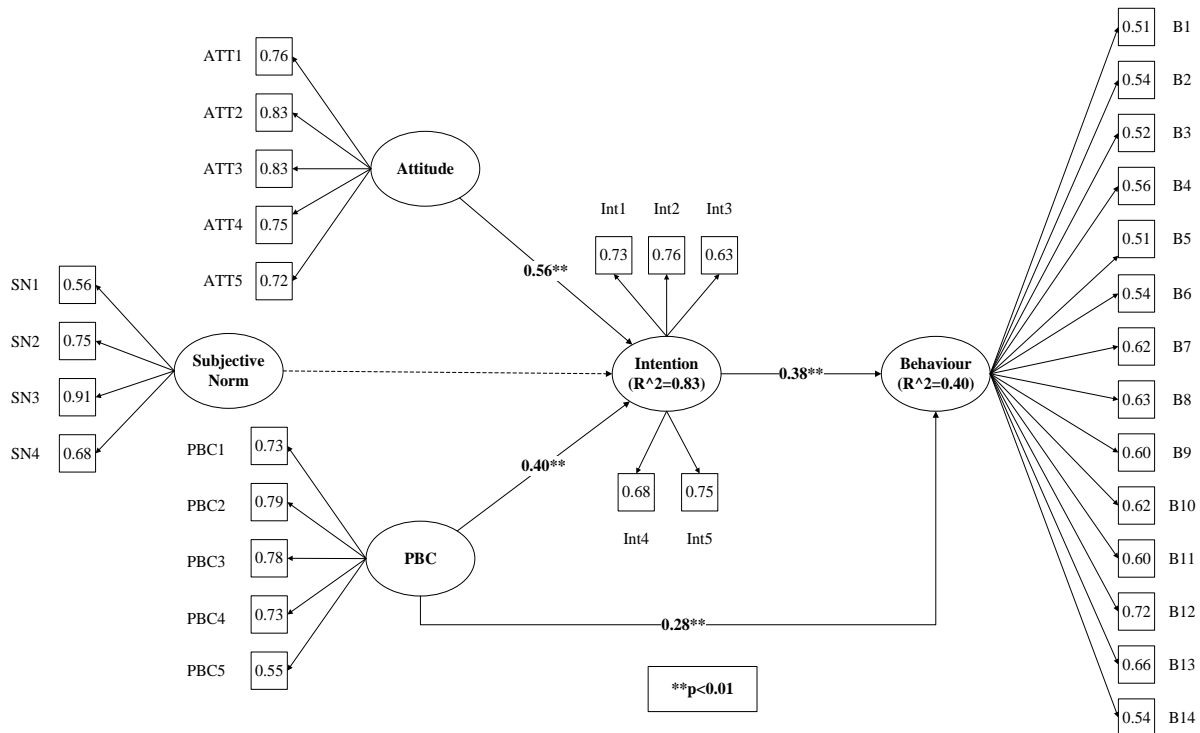 ATT1 0.76
ATT2 0.83
ATT3 0.83
ATT4 0.75
ATT5 0.72
Attitude
SN1 0.56
SN2 0.75
SN3 0.91
SN4 0.68
Subjective
Norm
PBC1 0.73
PBC2 0.79
PBC3 0.78
PBC4 0.73
PBC5 0.55
PBC
0.56**
0.40**
Int1 Int2 Int3
0.73 0.76 0.63
Intention
(R^2=0.83)
0.68 0.75
Int4 Int5
0.38**
0.28**
Behaviour
(R^2=0.40)
0.51 B1
0.54 B2
0.52 B3
0.56 B4
0.51 B5
0.54 B6
0.62 B7
0.63 B8
0.60 B9
0.62 B10
0.60 B11
0.72 B12
0.66 B13
0.54 B14
**p<0.01